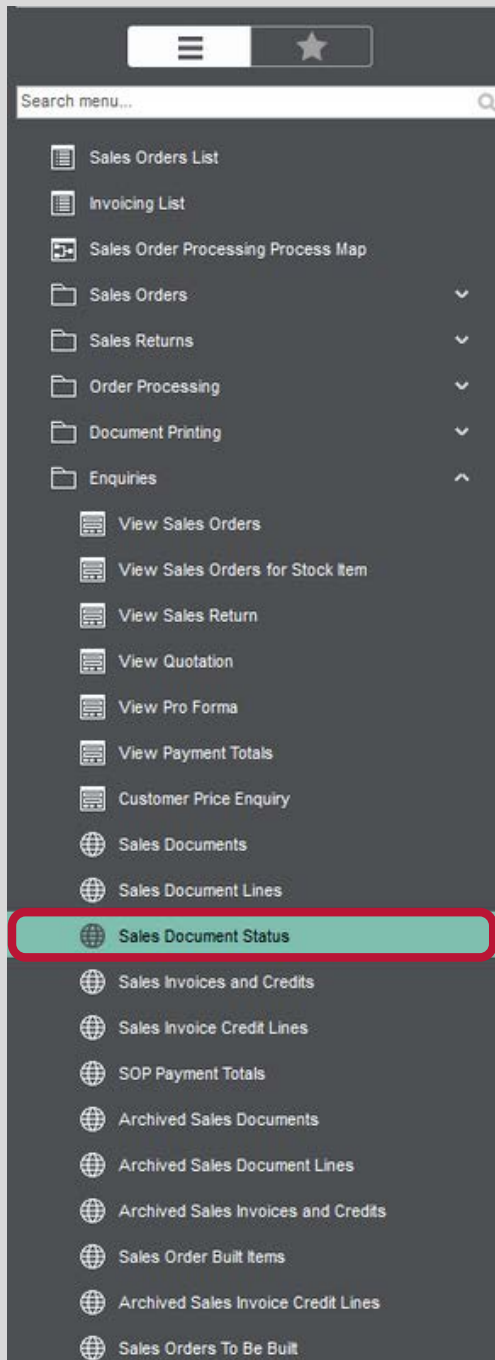 Search menu...
Sales Orders List
Invoicing List
Sales Order Processing Process Map
Sales Orders
Sales Returns
Order Processing
Document Printing
Enquiries
View Sales Orders
View Sales Orders for Stock Item
View Sales Return
View Quotation
View Pro Forma
View Payment Totals
Customer Price Enquiry
Sales Documents
Sales Document Lines
Sales Document Status
Sales Invoices and Credits
Sales Invoice Credit Lines
SOP Payment Totals
Archived Sales Documents
Archived Sales Document Lines
Archived Sales Invoices and Credits
Sales Order Built Items
Archived Sales Invoice Credit Lines
Sales Orders To Be Built